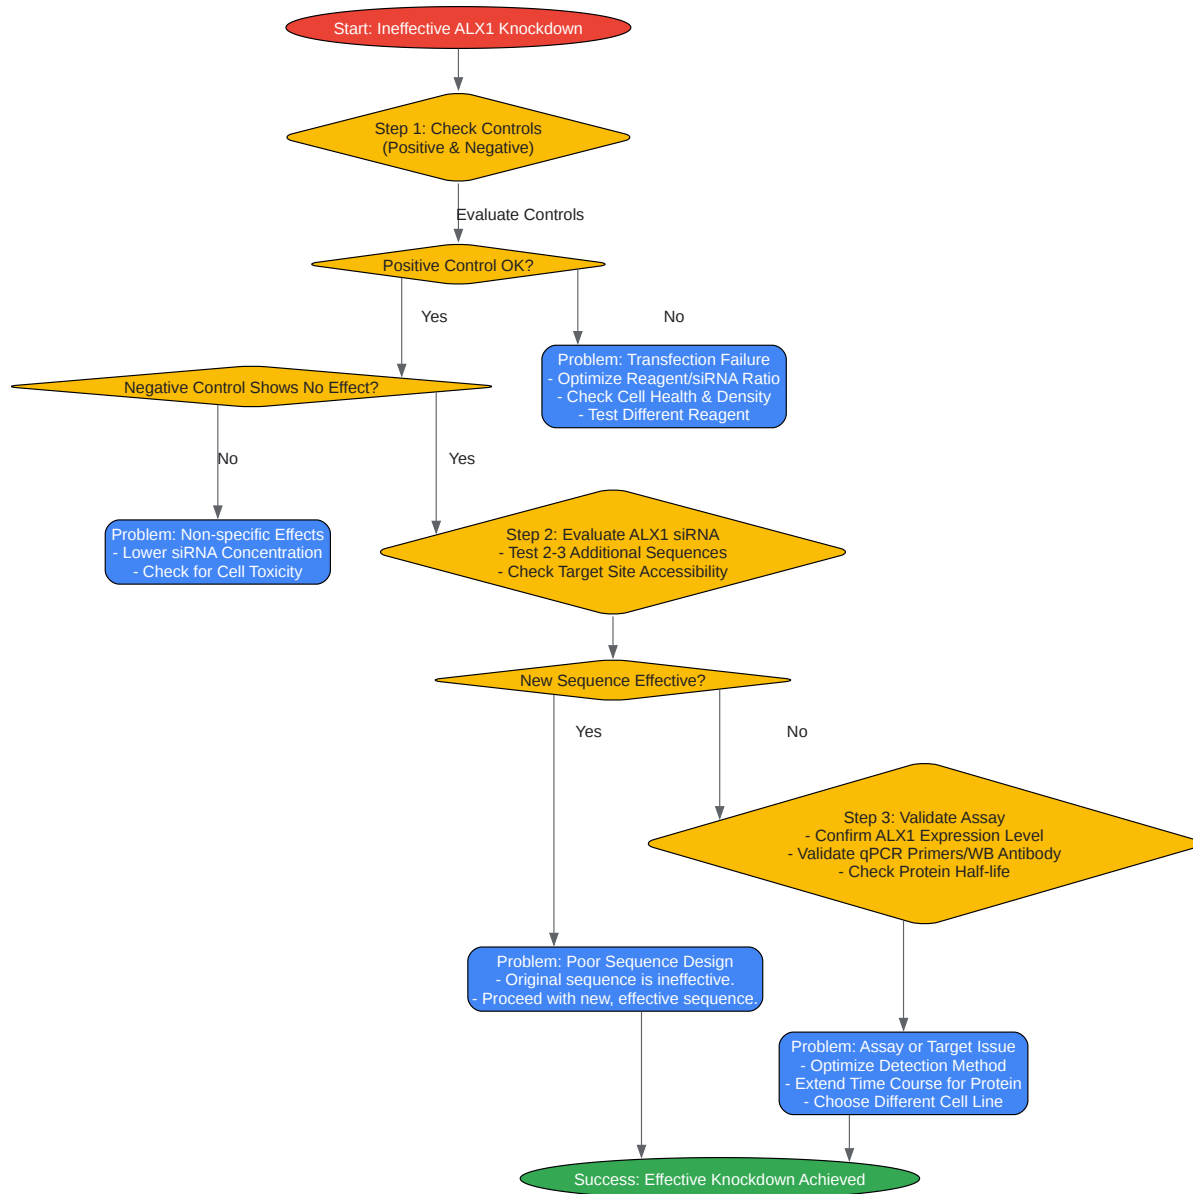 Start: Ineffective ALX1 Knockdown
Step 1: Check Controls
(Positive & Negative)
Evaluate Controls
Positive Control OK?
Yes
No
Problem: Transfection Failure
- Optimize Reagent/siRNA Ratio
- Check Cell Health & Density
- Test Different Reagent
Negative Control Shows No Effect?
No
Yes
Problem: Non-specific Effects
- Lower siRNA Concentration
- Check for Cell Toxicity
Step 2: Evaluate ALX1 siRNA
- Test 2-3 Additional Sequences
- Check Target Site Accessibility
New Sequence Effective?
Yes
No
Step 3: Validate Assay
- Confirm ALX1 Expression Level
- Validate qPCR Primers/WB Antibody
- Check Protein Half-life
Problem: Poor Sequence Design
- Original sequence is ineffective.
- Proceed with new, effective sequence.
Problem: Assay or Target Issue
- Optimize Detection Method
- Extend Time Course for Protein
- Choose Different Cell Line
Success: Effective Knockdown Achieved